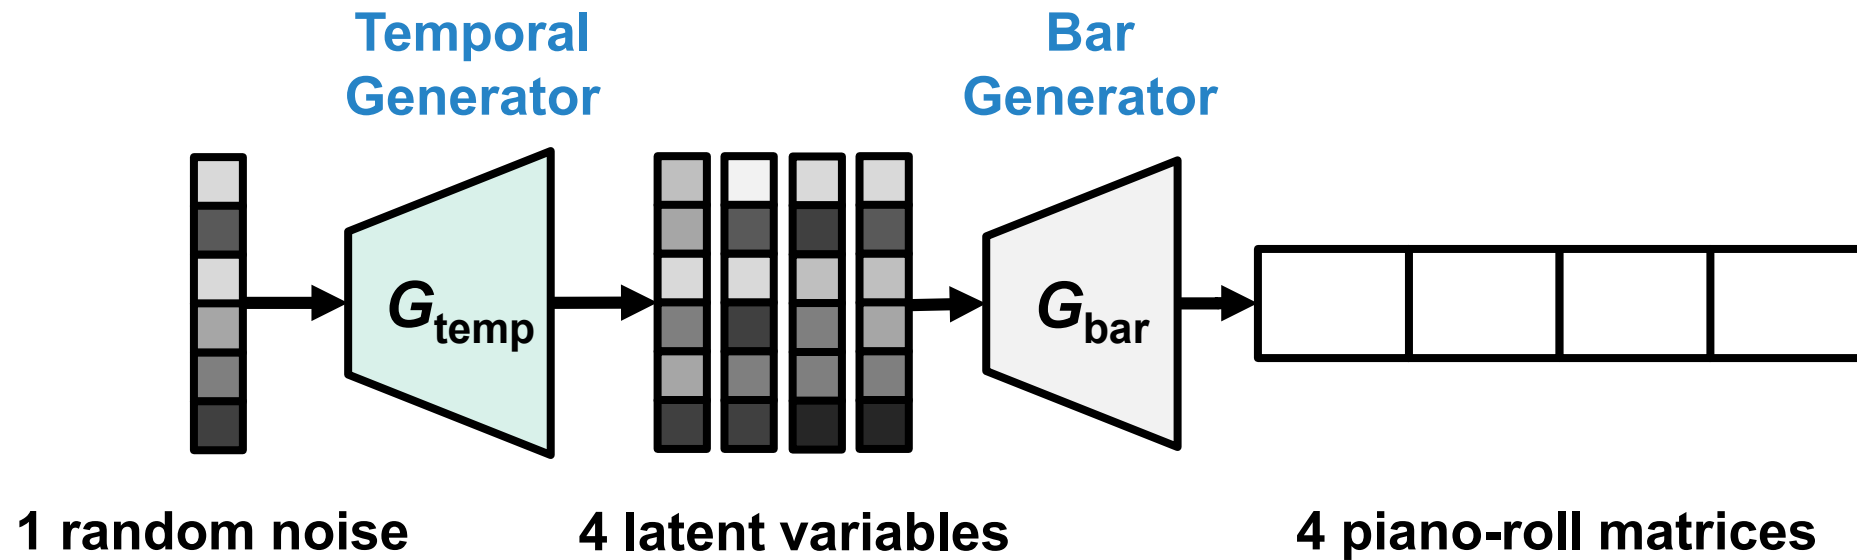 Temporal
Generator
Bar
Generator
G_temp
G_bar
1 random noise
4 latent variables
4 piano-roll matrices